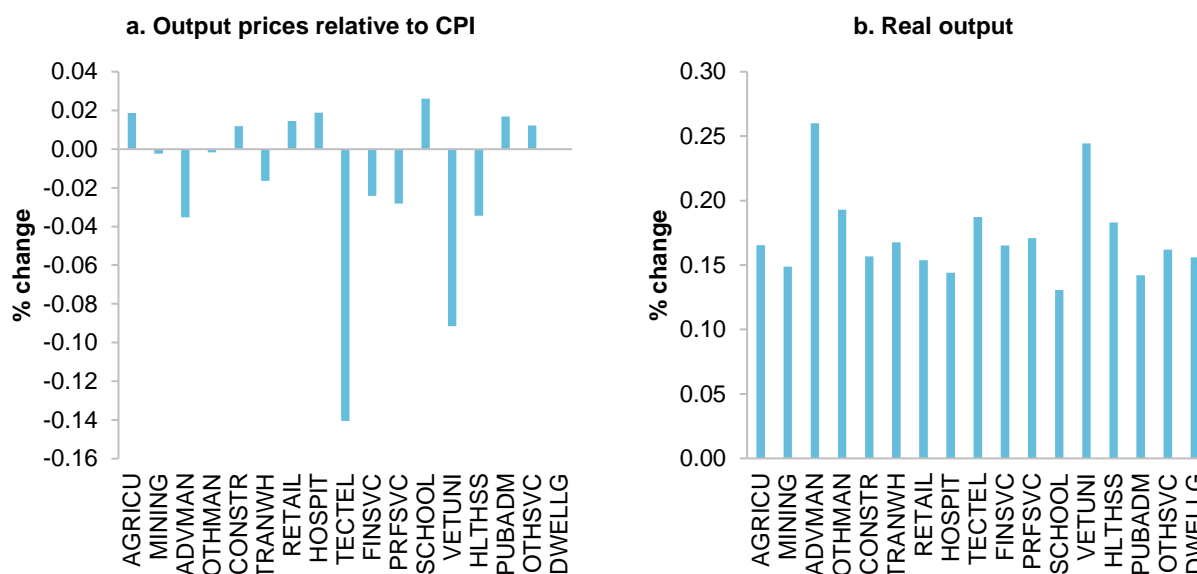 a. Output prices relative to CPI
% change
0.04
0.02
0.00
-0.02
-0.04
-0.06
-0.08
-0.10
-0.12
-0.14
-0.16
AGRICU
MINING
ADVMAN
OTHMAN
CONSTR
TRANWH
RETAIL
HOSPIT
TECTEL
FINSVC
PRFSVC
SCHOOL
VETUNI
HLTHSS
PUBADM
OTHSVC
DWELLG
b. Real output
% change
0.30
0.25
0.20
0.15
0.10
0.05
0.00
AGRICU
MINING
ADVMAN
OTHMAN
CONSTR
TRANWH
RETAIL
HOSPIT
TECTEL
FINSVC
PRFSVC
SCHOOL
VETUNI
HLTHSS
PUBADM
OTHSVC
DWELLG